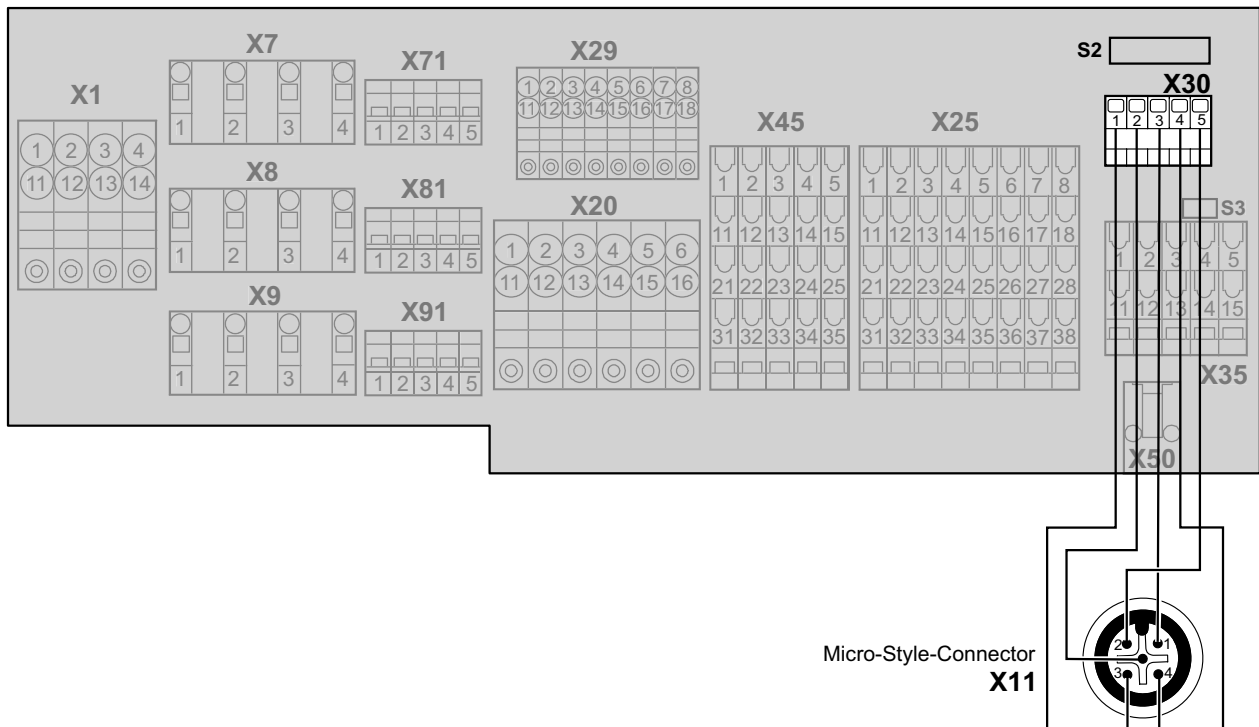 X1
1 2 3 4
11 12 13 14
X7
1 2 3 4
X8
1 2 3 4
X9
1 2 3 4
X71
1 2 3 4 5
X81
1 2 3 4 5
X91
1 2 3 4 5
X29
1 2 3 4 5 6 7 8
11 12 13 14 15 16 17 18
X20
1 2 3 4 5 6
11 12 13 14 15 16
X45
1 2 3 4 5
11 12 13 14 15
21 22 23 24 25
31 32 33 34 35
X25
1 2 3 4 5 6 7 8
11 12 13 14 15 16 17 18
21 22 23 24 25 26 27 28
31 32 33 34 35 36 37 38
S2
X30
1 2 3 4 5
S3
1 2 3 4 5
11 12 13 14 15
X35
X50
Micro-Style-Connector
X11
2 1
3 4